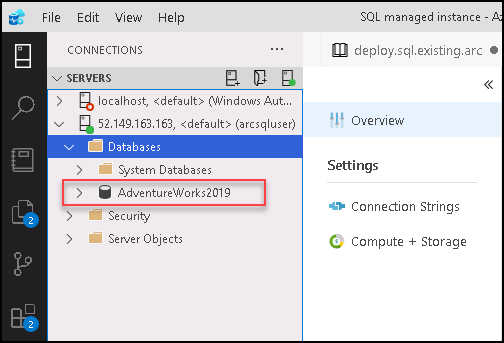 File Edit View Help SQL managed instance - A
CONNECTIONS
deploy.sql.existing.arc
SERVERS
localhost, <default> (Windows Aut...
52.149.163.163, <default> (arcsqluser)
Overview
Databases
System Databases
Settings
AdventureWorks2019
Connection Strings
2
Security
Server Objects
Compute + Storage
2